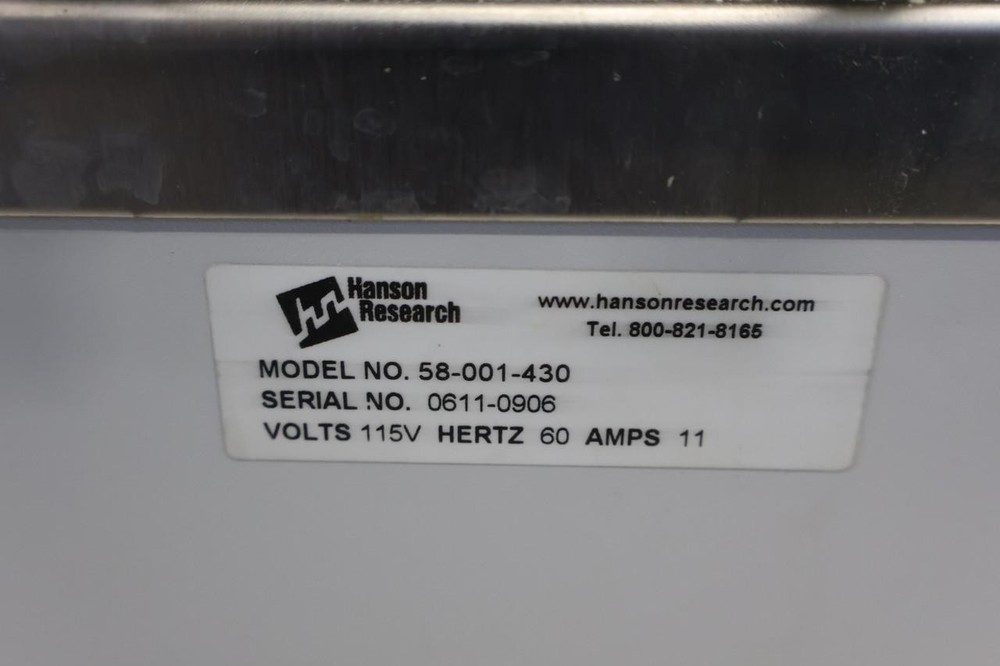 Hanson
Research
www.hansonresearch.com
Tel. 800-821-8165
MODEL NO. 58-001-430
SERIAL NO. 0611-0906
VOLTS 115V HERTZ 60 AMPS 11